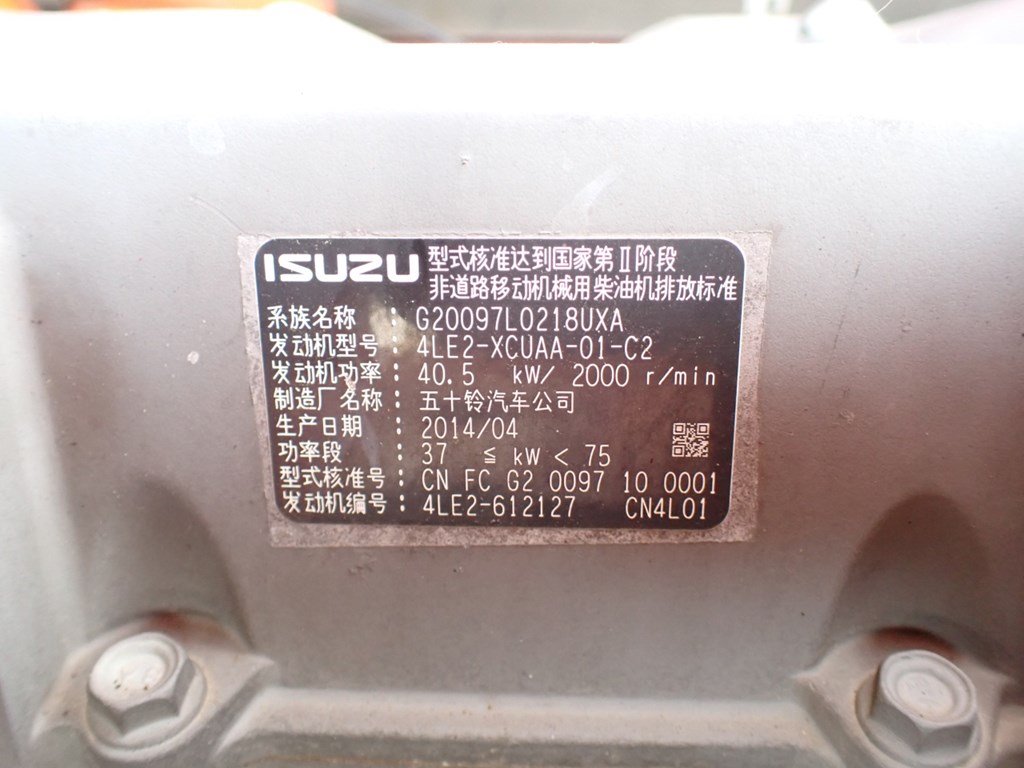 ISUZU 型式核准达到国家第Ⅱ阶段
非道路移动机械用柴油机排放标准
系族名称 : G20097L0218UXA
发动机型号 : 4LE2-XCUAA-01-C2
发动机功率 : 40.5 kW/ 2000 r/min
制造厂名称 : 五十铃汽车公司
生产日期 : 2014/04
功率段 : 37 ≦ kW < 75
型式核准号 : CN FC G2 0097 10 0001
发动机编号 : 4LE2-612127 CN4L01